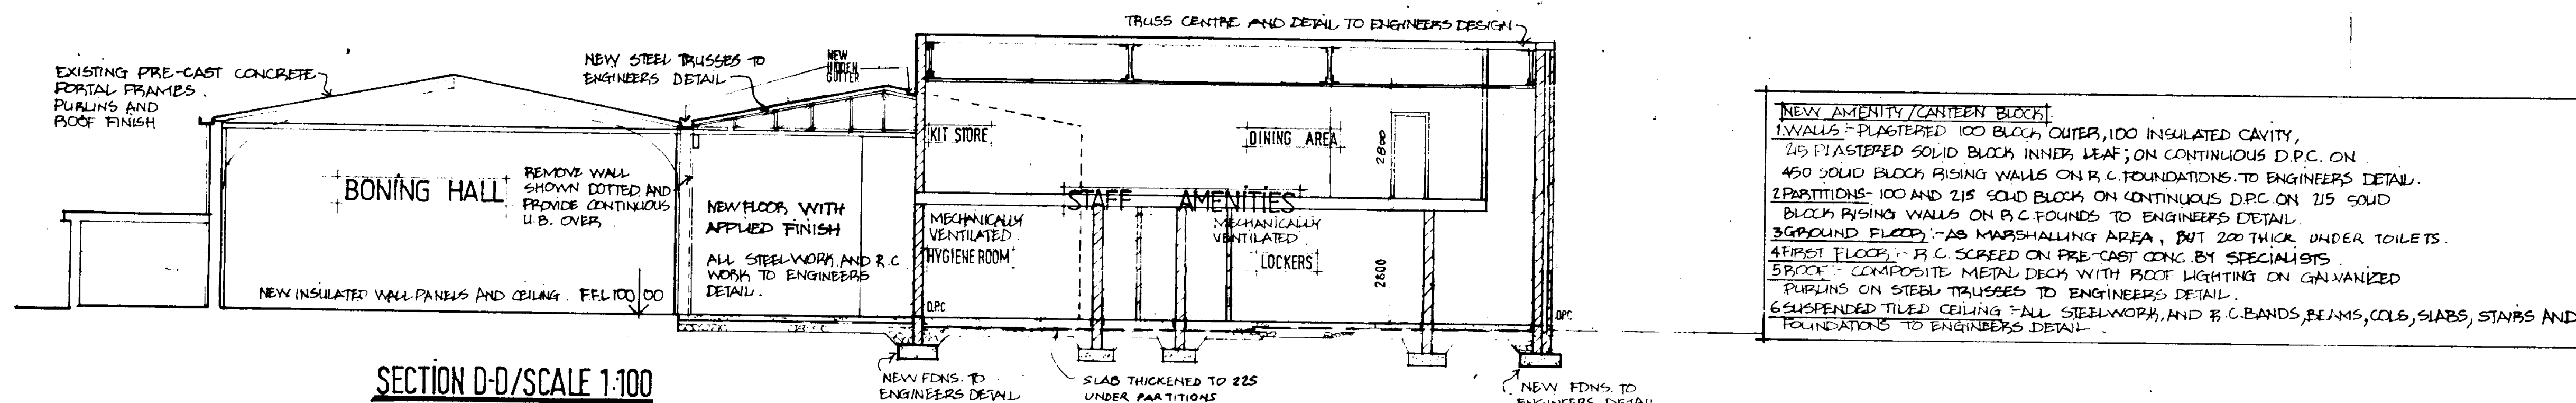 TRUSS CENTRE AND DETAIL TO ENGINEERS DESIGN
EXISTING PRE-CAST CONCRETE
PORTAL FRAMES.
PURLINS AND
ROOF FINISH
NEW STEEL TRUSSES TO
ENGINEERS DETAIL
NEW
HIDDEN
GUTTER
KIT STORE
DINING AREA
2800
BONING HALL
REMOVE WALL
SHOWN DOTTED AND
PROVIDE CONTINUOUS
U.B. OVER.
NEW FLOOR WITH
APPLIED FINISH
ALL STEELWORK AND R.C
WORK TO ENGINEERS
DETAIL.
STAFF AMENITIES
MECHANICALLY
VENTILATED.
HYGIENE ROOM
MECHANICALLY
VENTILATED.
LOCKERS
2800
NEW INSULATED WALL PANELS AND CEILING. F.F.L 100 00
D.P.C.
D.P.C.
SECTION D-D/SCALE 1:100
NEW FDNS. TO
ENGINEERS DETAIL
SLAB THICKENED TO 225
UNDER PARTITIONS
NEW FDNS. TO
ENGINEERS DETAIL
NEW AMENITY/CANTEEN BLOCK
1.WALLS:- PLASTERED 100 BLOCK OUTER, 100 INSULATED CAVITY,
215 PLASTERED SOLID BLOCK INNER LEAF; ON CONTINUOUS D.P.C. ON
450 SOLID BLOCK RISING WALLS ON R.C. FOUNDATIONS. TO ENGINEERS DETAIL.
2 PARTITIONS- 100 AND 215 SOLID BLOCK ON CONTINUOUS D.P.C. ON 215 SOLID
BLOCK RISING WALLS ON R.C. FOUNDS TO ENGINEERS DETAIL.
3 GROUND FLOOR:- AS MARSHALLING AREA, BUT 200 THICK UNDER TOILETS.
4 FIRST FLOOR:- R.C. SCREED ON PRE-CAST CONC. BY SPECIALISTS.
5 ROOF:- COMPOSITE METAL DECK WITH ROOF LIGHTING ON GALVANIZED
PURLINS ON STEEL TRUSSES TO ENGINEERS DETAIL.
6 SUSPENDED TILED CEILING:- ALL STEELWORK, AND R.C. BANDS, BEAMS, COLS, SLABS, STAIRS AND
FOUNDATIONS TO ENGINEERS DETAIL.